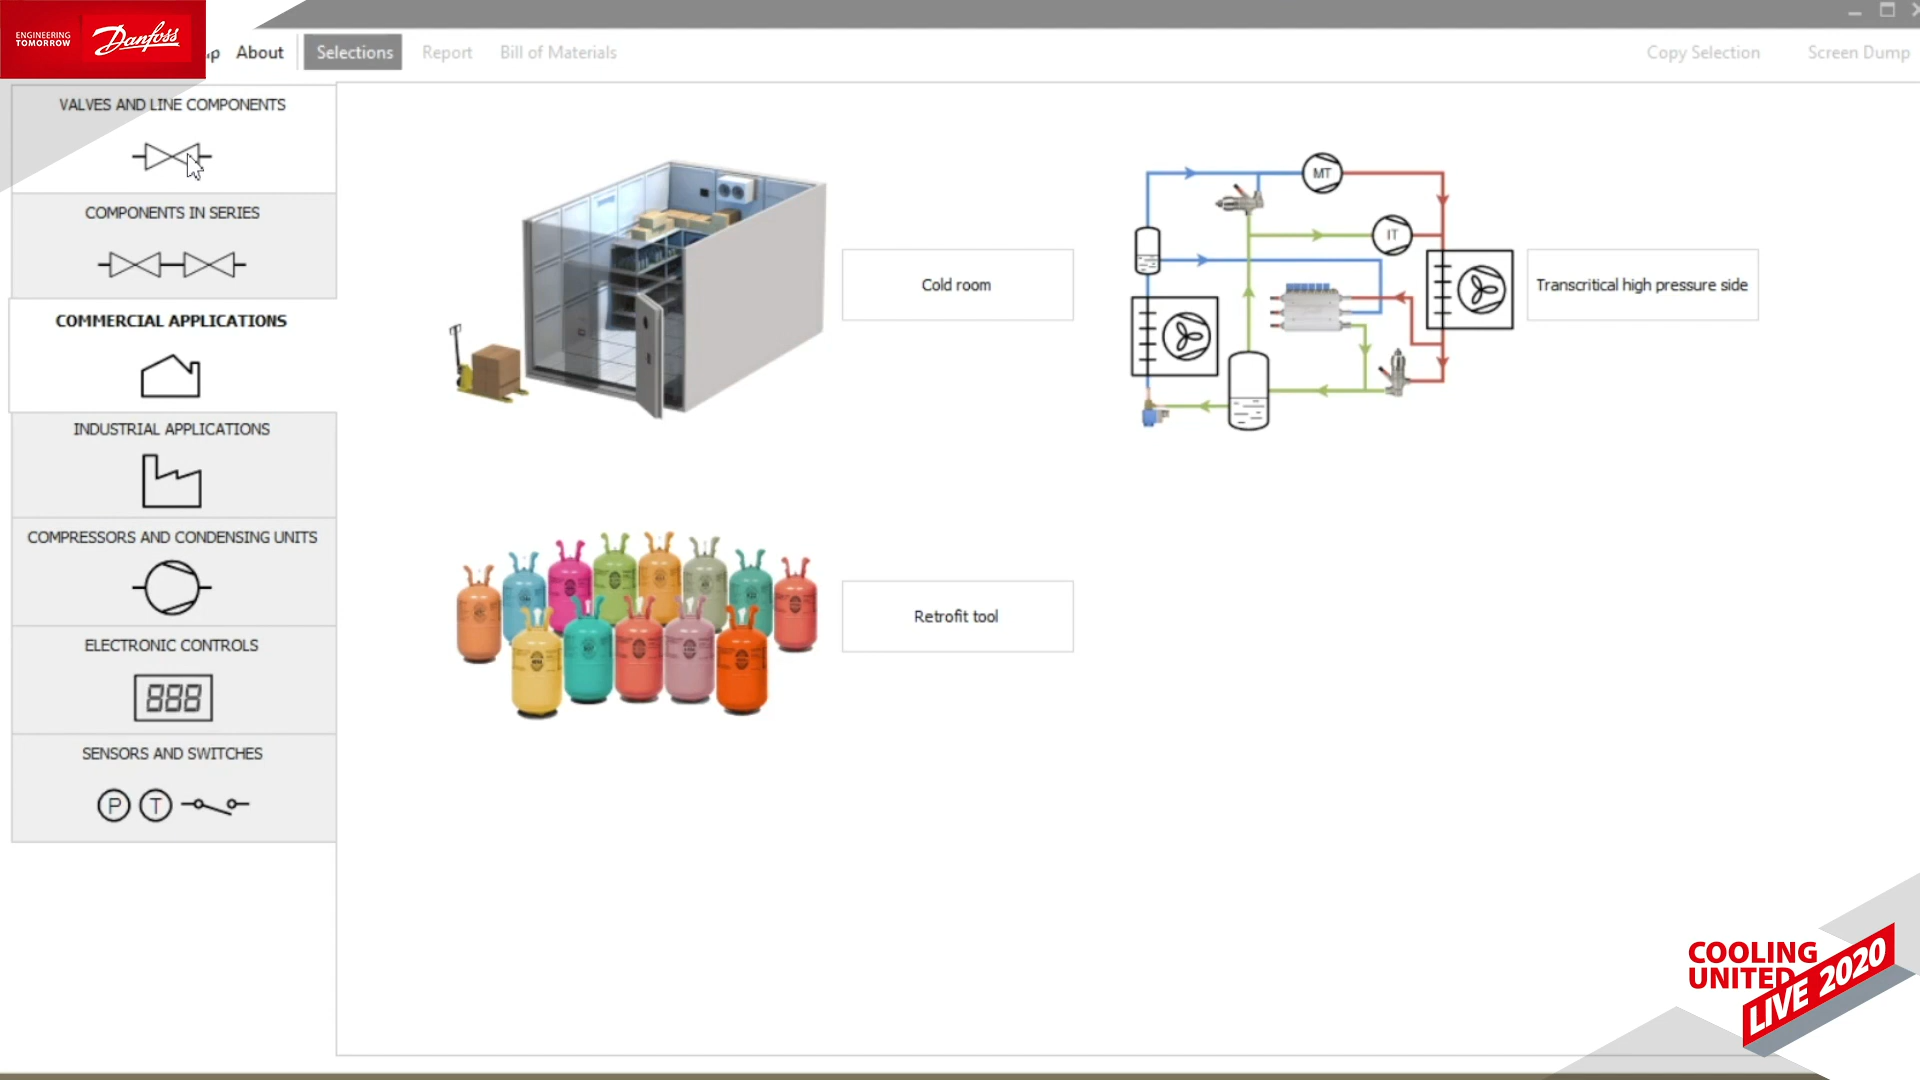 ENGINEERING
TOMORROW
Danfoss
About
Selections
Report
Bill of Materials
Copy Selection
Screen Dump
VALVES AND LINE COMPONENTS
COMPONENTS IN SERIES
COMMERCIAL APPLICATIONS
INDUSTRIAL APPLICATIONS
COMPRESSORS AND CONDENSING UNITS
ELECTRONIC CONTROLS
888
SENSORS AND SWITCHES
P T
Cold room
MT
IT
Transcritical high pressure side
Retrofit tool
COOLING
UNITED
LIVE 2020